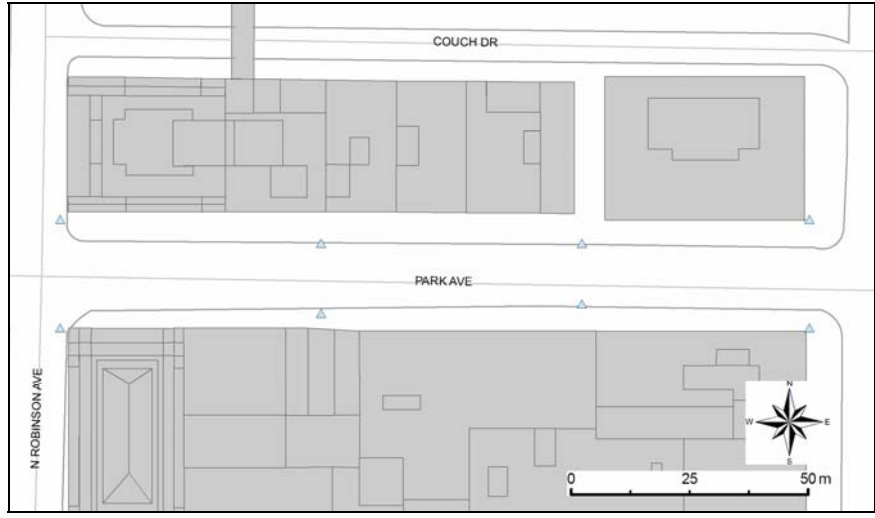 COUCH DR
PARK AVE
N ROBINSON AVE
N
W E
S
0 25 50 m